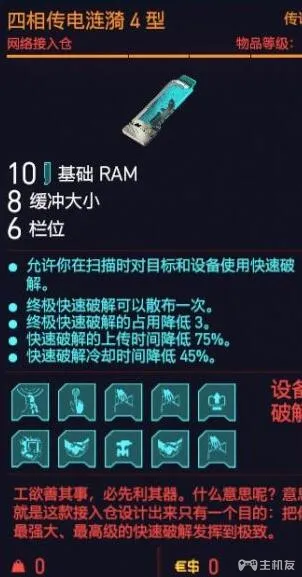 四相传电涟漪 4 型
网络接入仓
物品等级:
10 基础 RAM
8 缓冲大小
6 栏位
允许你在扫描时对目标和设备使用快速破
解。
终极快速破解可以散布一次。
终极快速破解的占用降低 3。
快速破解的上传时间降低 75%。
快速破解冷却时间降低 45%。
设备
破解
工欲善其事，必先利其器。什么意思呢？意思
就是这款接入仓设计出来只有一个目的：把你
最强大、最高级的快速破解发挥到极致。
0
€$ 0
主机友